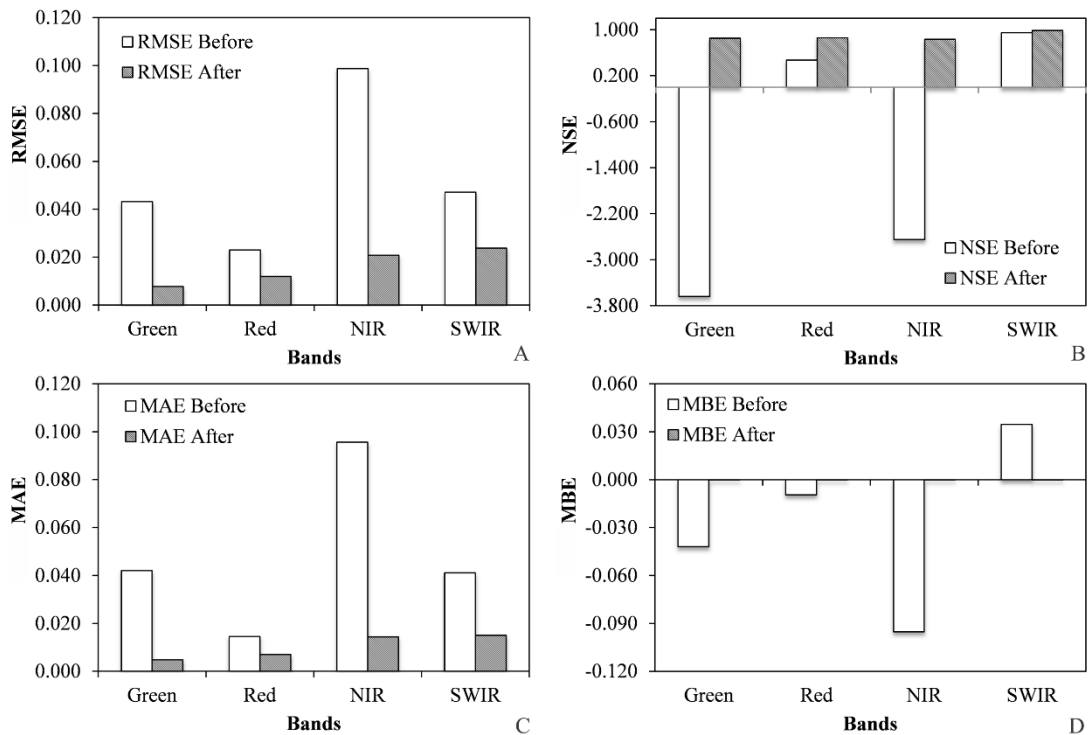 0.120
0.100
0.080
0.060
0.040
0.020
0.000
RMSE
RMSE Before
RMSE After
Green Red NIR SWIR
Bands
A
1.000
0.200
-0.600
-1.400
-2.200
-3.000
-3.800
NSE
NSE Before
NSE After
Green Red NIR SWIR
Bands
B
0.120
0.100
0.080
0.060
0.040
0.020
0.000
MAE
MAE Before
MAE After
Green Red NIR SWIR
Bands
C
0.060
0.030
0.000
-0.030
-0.060
-0.090
-0.120
MBE
MBE Before
MBE After
Green Red NIR SWIR
Bands
D